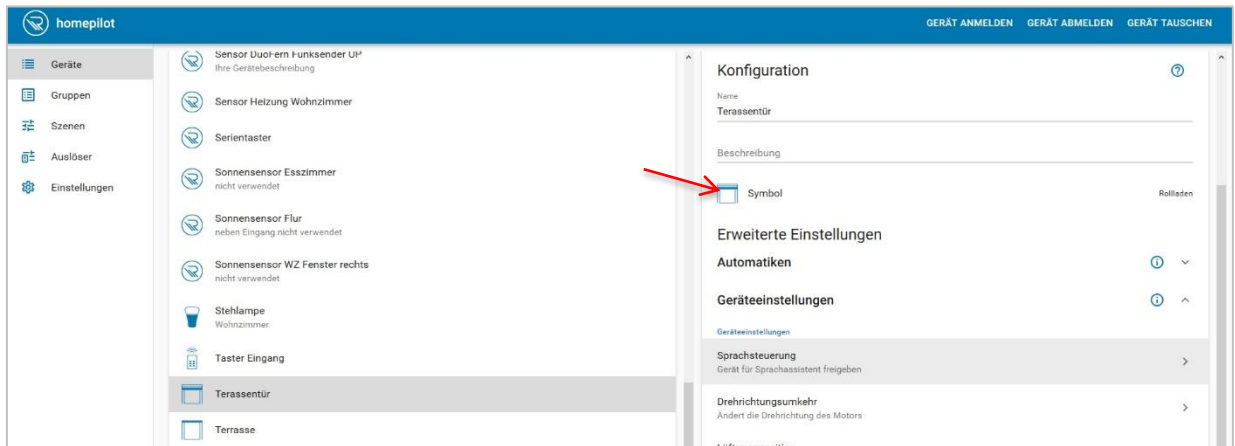 homepilot
GERÄT ANMELDEN GERÄT ABMELDEN GERÄT TAUSCHEN
Geräte
Gruppen
Szenen
Auslöser
Einstellungen
Sensor DuoFern Funksender UP
Ihre Gerätebeschreibung
Sensor Heizung Wohnzimmer
Serientaster
Sonnensensor Esszimmer
nicht verwendet
Sonnensensor Flur
neben Eingang nicht verwendet
Sonnensensor WZ Fenster rechts
nicht verwendet
Stehlampe
Wohnzimmer
Taster Eingang
Terassentür
Terrasse
Konfiguration
Name
Terassentür
Beschreibung
Symbol Rollladen
Erweiterte Einstellungen
Automatiken
Geräteeinstellungen
Geräteeinstellungen
Sprachsteuerung
Gerät für Sprachassistent freigeben
Drehrichtungsumkehr
Ändert die Drehrichtung des Motors